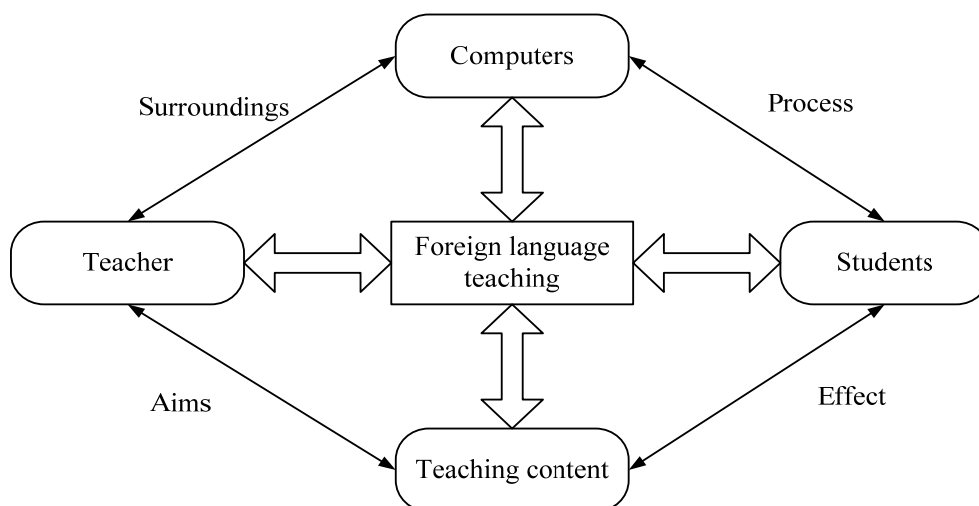 Computers
Surroundings
Process
Teacher
Foreign language
teaching
Students
Aims
Effect
Teaching content